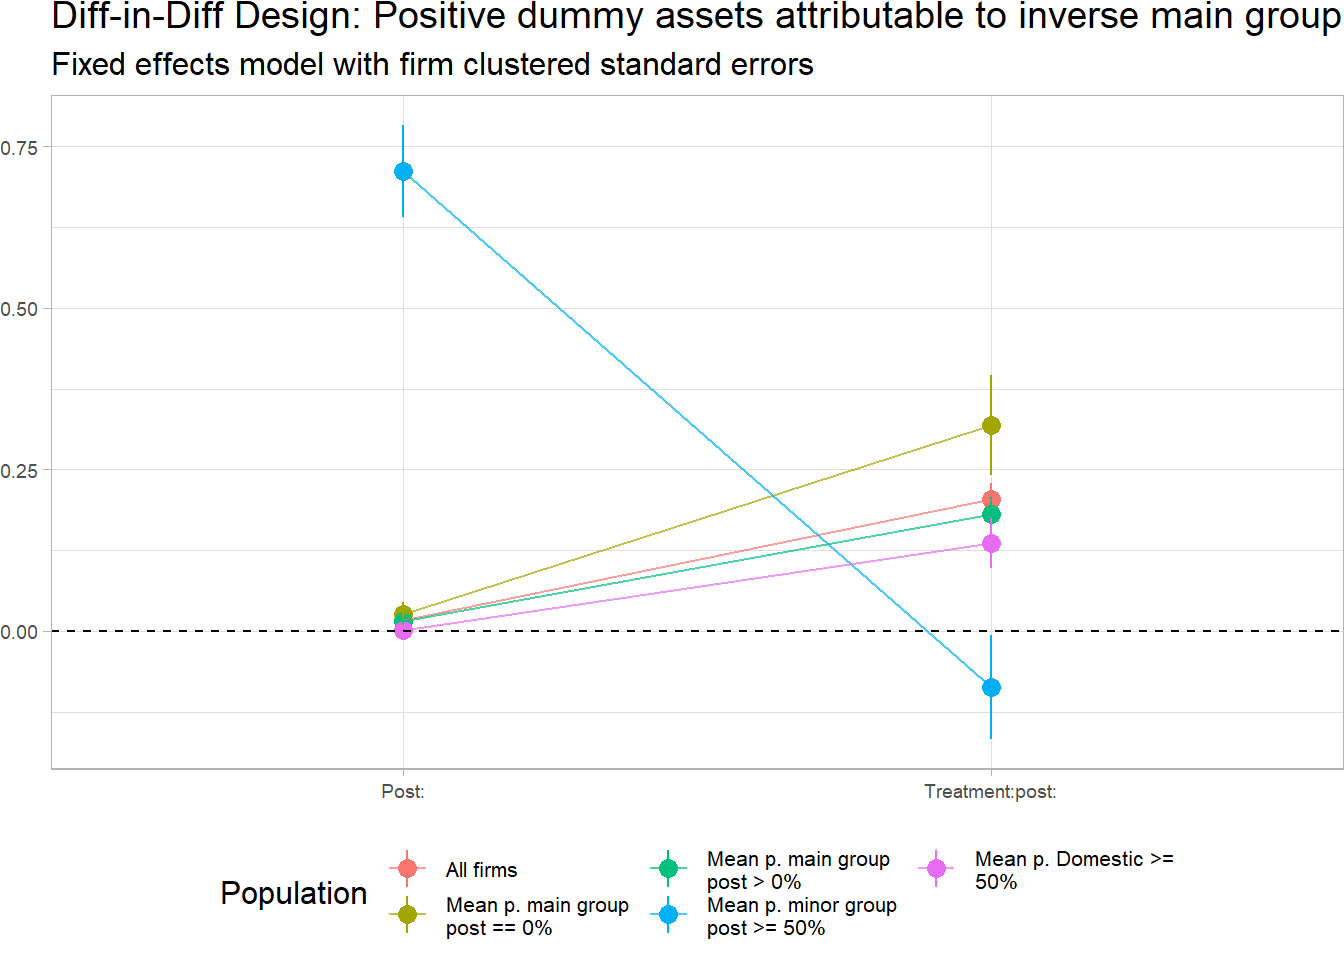 Diff-in-Diff Design: Positive dummy assets attributable to inverse main group
Fixed effects model with firm clustered standard errors
0.75
0.50
0.25
0.00
Post:
Treatment:post:
Population
All firms
Mean p. main group
post == 0%
Mean p. main group
post > 0%
Mean p. minor group
post >= 50%
Mean p. Domestic >=
50%